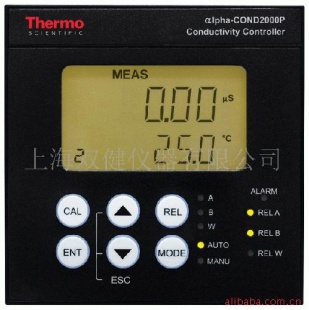 Thermo
SCIENTIFIC
αlpha-COND2000P
Conductivity Controller
MEAS
0.00 µS
25.0 °C
2
上海双健仪器有限公司
CAL
REL
ENT
MODE
ESC
A
B
W
AUTO
MANU
ALARM
REL A
REL B
REL W
alibaba.com.cn